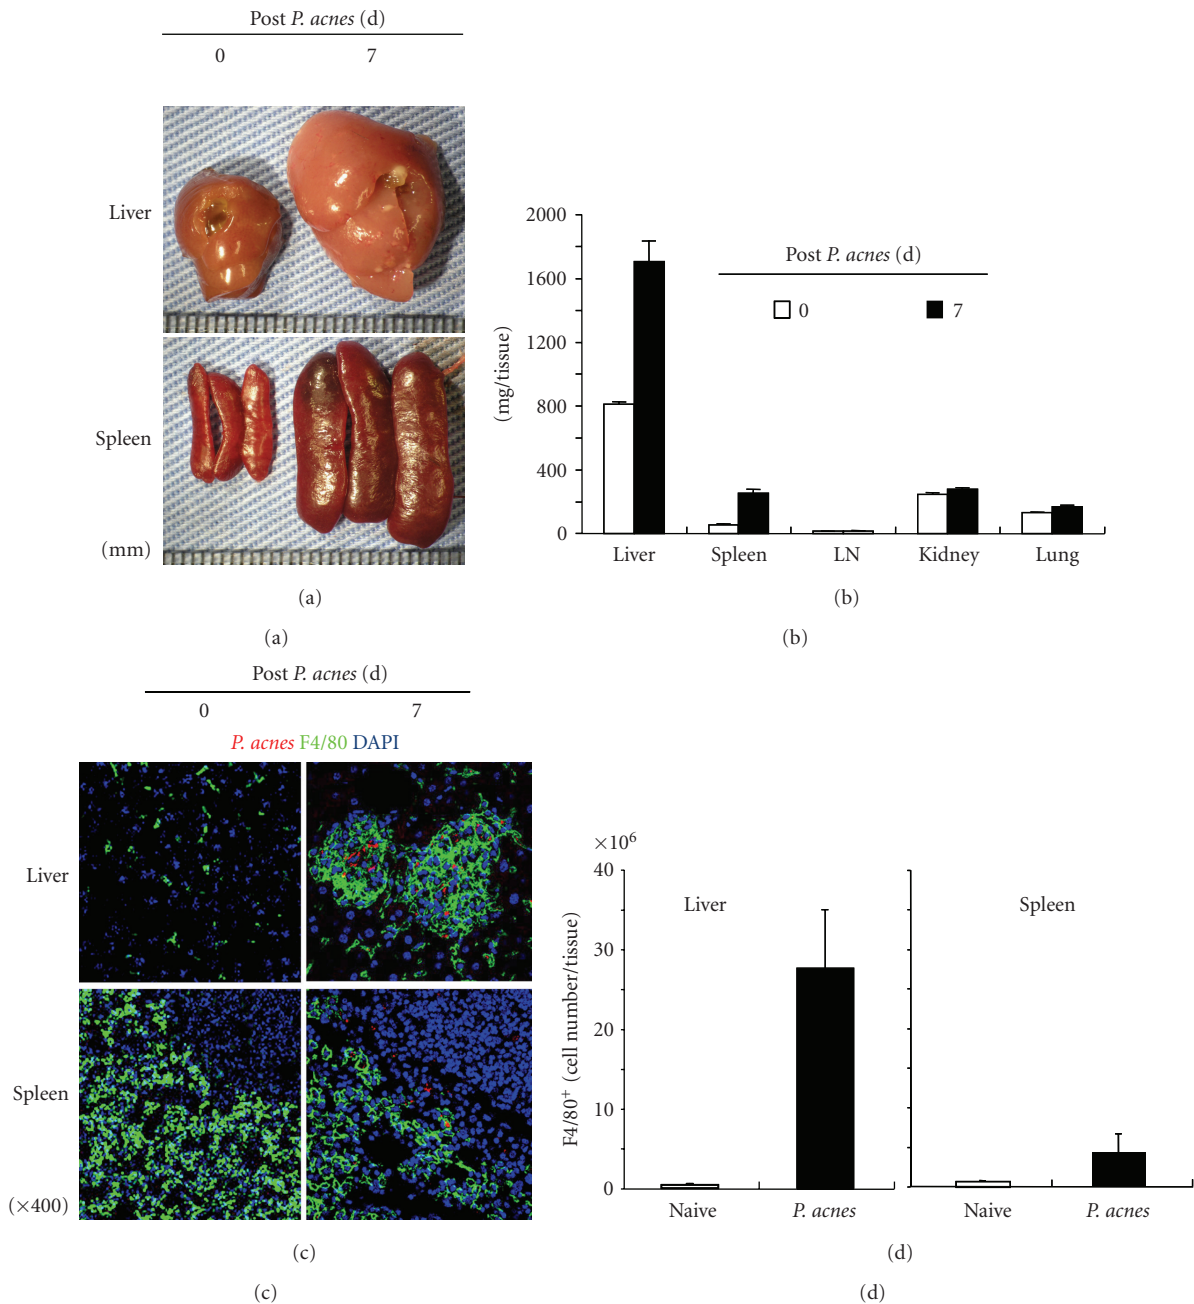 Post P. acnes (d)
0 7
Liver
Spleen
(mm)
(a)
(a)
2000
1600
1200
800
400
0
(mg/tissue)
Post P. acnes (d)
0 7
Liver Spleen LN Kidney Lung
(b)
(b)
Post P. acnes (d)
0 7
P. acnes F4/80 DAPI
Liver
Spleen
(×400)
(c)
(c)
×10⁶
40
30
20
10
0
F4/80⁺ (cell number/tissue)
Liver Spleen
Naive P. acnes Naive P. acnes
(d)
(d)